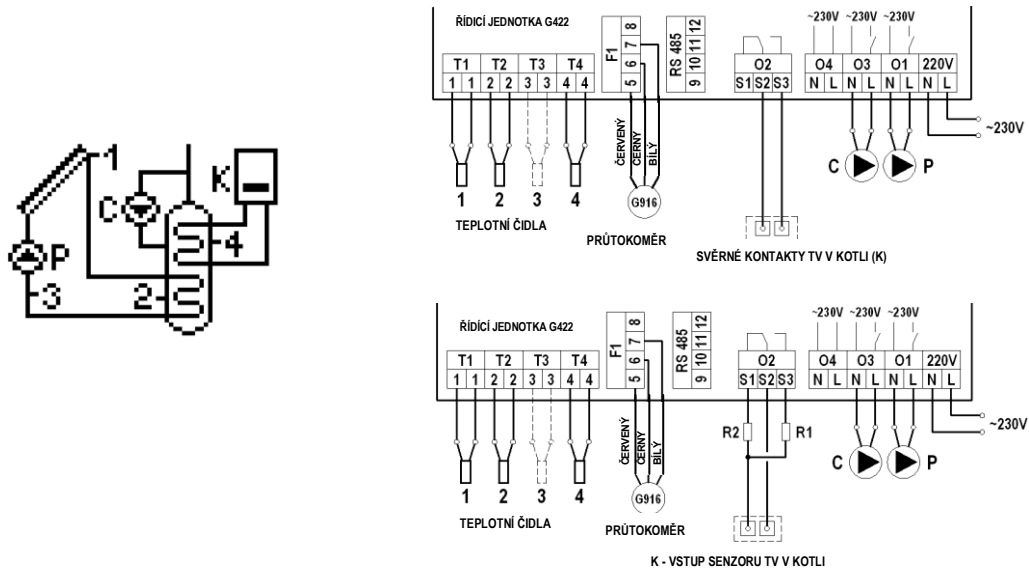 1
K
C
P
4
3
2
ŘÍDICÍ JEDNOTKA G422
~230V ~230V ~230V
T1 T2 T3 T4
1 1 2 2 3 3 4 4
F1
5 6 7 8
RS 485
9 10 11 12
O2
S1 S2 S3
O4 O3 O1 220V
N L N L N L N L
~230V
ČERVENÝ
ČERNÝ
BÍLÝ
C P
1 2 3 4
G916
TEPLOTNÍ ČIDLA
PRŮTOKOMĚR
SVĚRNÉ KONTAKTY TV V KOTLI (K)
ŘÍDÍCÍ JEDNOTKA G422
~230V ~230V ~230V
T1 T2 T3 T4
1 1 2 2 3 3 4 4
F1
5 6 7 8
RS 485
9 10 11 12
O2
S1 S2 S3
O4 O3 O1 220V
N L N L N L N L
~230V
ČERVENÝ
ČERNÝ
BÍLÝ
R2 R1
C P
1 2 3 4
G916
TEPLOTNÍ ČIDLA
PRŮTOKOMĚR
K - VSTUP SENZORU TV V KOTLI